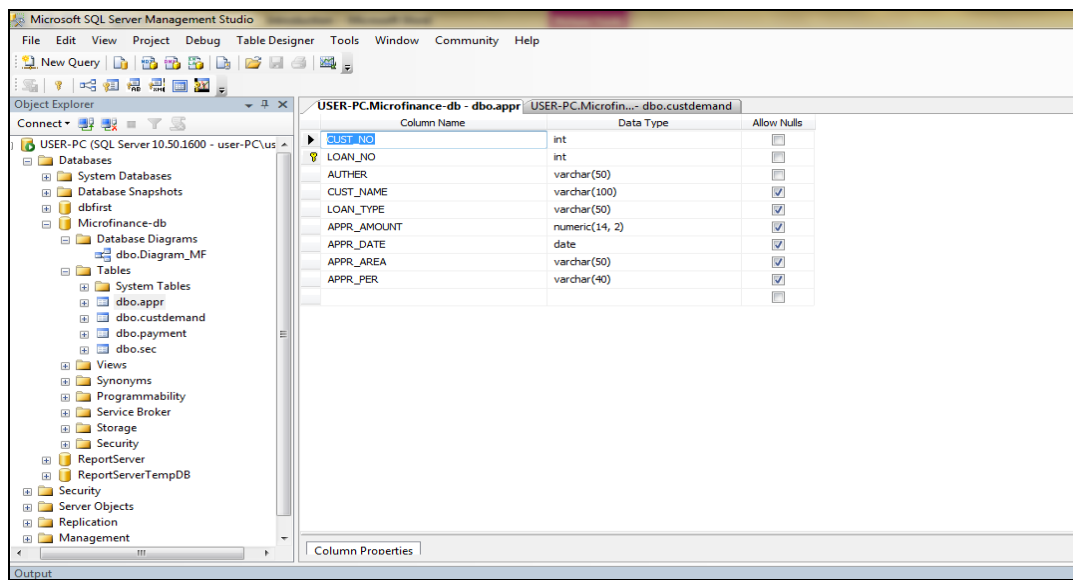 Microsoft SQL Server Management Studio
File Edit View Project Debug Table Designer Tools Window Community Help
New Query
Object Explorer
Connect
USER-PC (SQL Server 10.50.1600 - user-PC\us
Databases
System Databases
Database Snapshots
dbfirst
Microfinance-db
Database Diagrams
dbo.Diagram_MF
Tables
System Tables
dbo.appr
dbo.custdemand
dbo.payment
dbo.sec
Views
Synonyms
Programmability
Service Broker
Storage
Security
ReportServer
ReportServerTempDB
Security
Server Objects
Replication
Management
USER-PC.Microfinance-db - dbo.appr USER-PC.Microfin...- dbo.custdemand
Column Name Data Type Allow Nulls
CUST_NO int
LOAN_NO int
AUTHER varchar(50)
CUST_NAME varchar(100)
LOAN_TYPE varchar(50)
APPR_AMOUNT numeric(14, 2)
APPR_DATE date
APPR_AREA varchar(50)
APPR_PER varchar(40)
Column Properties
Output